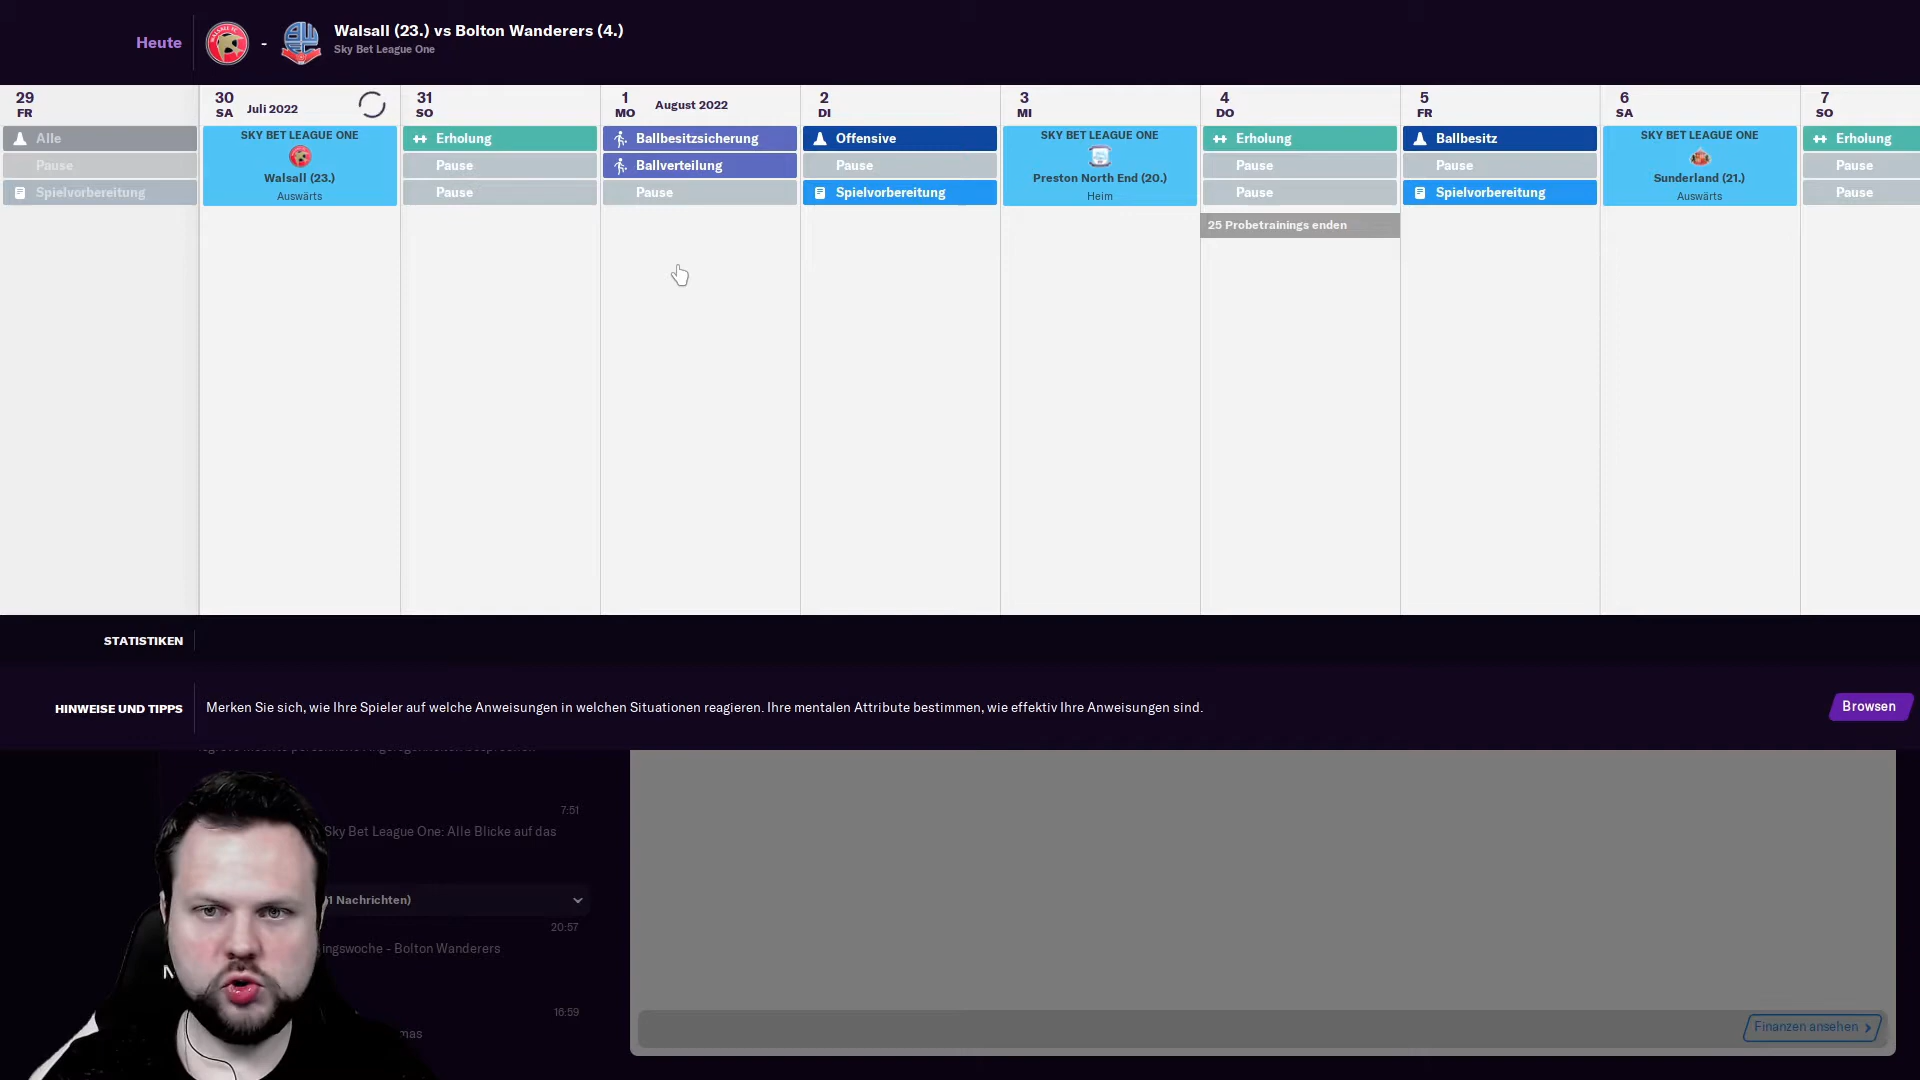 Heute
Walsall (23.) vs Bolton Wanderers (4.)
Sky Bet League One
29
FR
Alle
Pause
Spielvorbereitung
30
SA
Juli 2022
SKY BET LEAGUE ONE
Walsall (23.)
Auswärts
31
SO
Erholung
Pause
Pause
1
MO
August 2022
Ballbesitzsicherung
Ballverteilung
Pause
2
DI
Offensive
Pause
Spielvorbereitung
3
MI
SKY BET LEAGUE ONE
Preston North End (20.)
Heim
4
DO
Erholung
Pause
Pause
25 Probetrainings enden
5
FR
Ballbesitz
Pause
Spielvorbereitung
6
SA
SKY BET LEAGUE ONE
Sunderland (21.)
Auswärts
7
SO
Erholung
Pause
Pause
STATISTIKEN
HINWEISE UND TIPPS
Merken Sie sich, wie Ihre Spieler auf welche Anweisungen in welchen Situationen reagieren. Ihre mentalen Attribute bestimmen, wie effektiv Ihre Anweisungen sind.
Browsen
7:51
Sky Bet League One: Alle Blicke auf das
1 Nachrichten)
20:57
ingswoche - Bolton Wanderers
16:59
mas
Finanzen ansehen